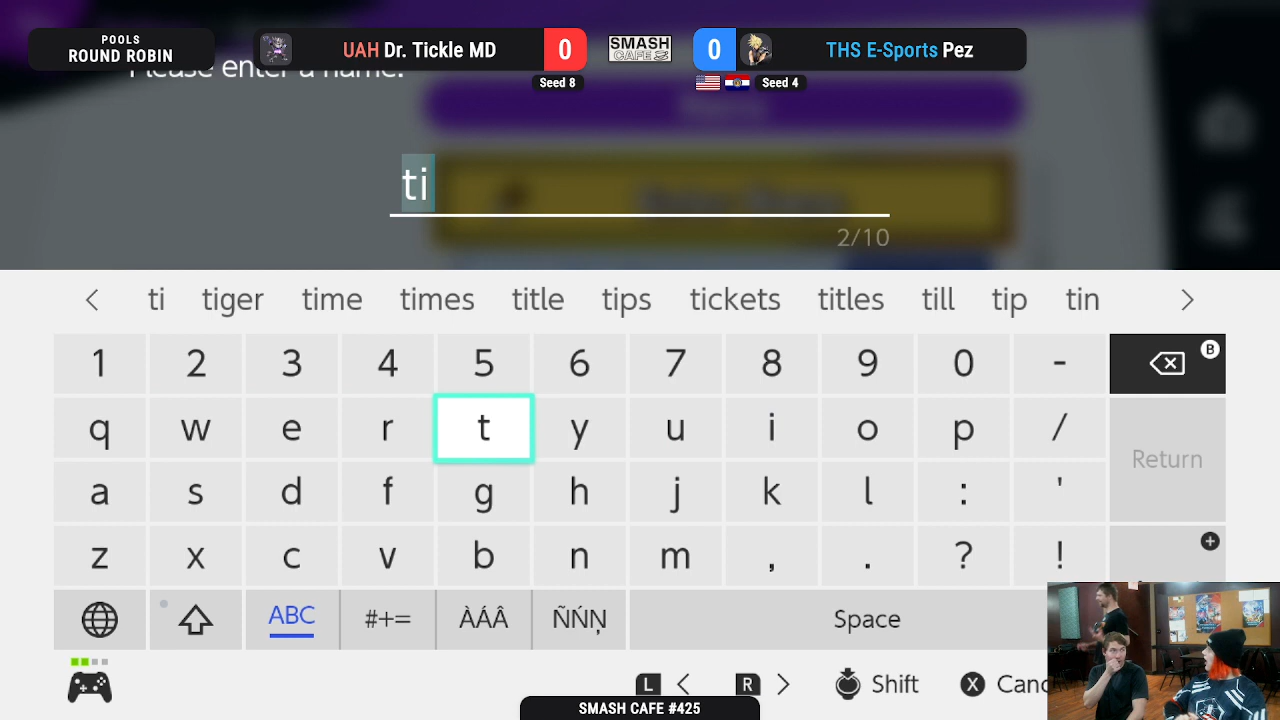 POOLS
ROUND ROBIN
UAH Dr. Tickle MD
0
SMASH
CAFE
0
THS E-Sports Pez
Seed 8
Seed 4
Please enter a name.
ti
2/10
ti tiger time times title tips tickets titles till tip tin
1 2 3 4 5 6 7 8 9 0 -
B
q w e r t y u i o p /
Return
a s d f g h j k l : '
z x c v b n m , . ? !
ABC #+= ÀÁÂ ÑŃŅ Space
L R Shift X Canc
SMASH CAFE #425